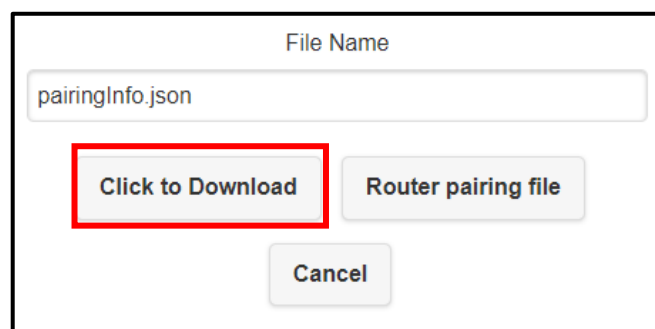 File Name
pairingInfo.json
Click to Download
Router pairing file
Cancel